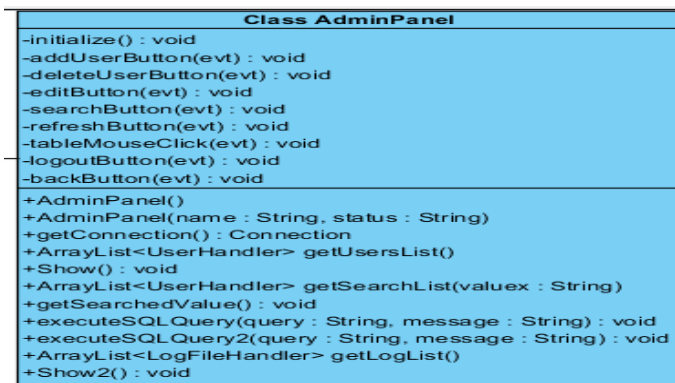 Class AdminPanel
-initialize() : void
-addUserButton(evt) : void
-deleteUserButton(evt) : void
-editButton(evt) : void
-searchButton(evt) : void
-refreshButton(evt) : void
-tableMouseClick(evt) : void
-logoutButton(evt) : void
-backButton(evt) : void
+AdminPanel()
+AdminPanel(name : String, status : String)
+getConnection() : Connection
+ArrayList<UserHandler> getUsersList()
+Show() : void
+ArrayList<UserHandler> getSearchList(valuex : String)
+getSearchedValue() : void
+executeSQLQuery(query : String, message : String) : void
+executeSQLQuery2(query : String, message : String) : void
+ArrayList<LogFileHandler> getLogList()
+Show2() : void